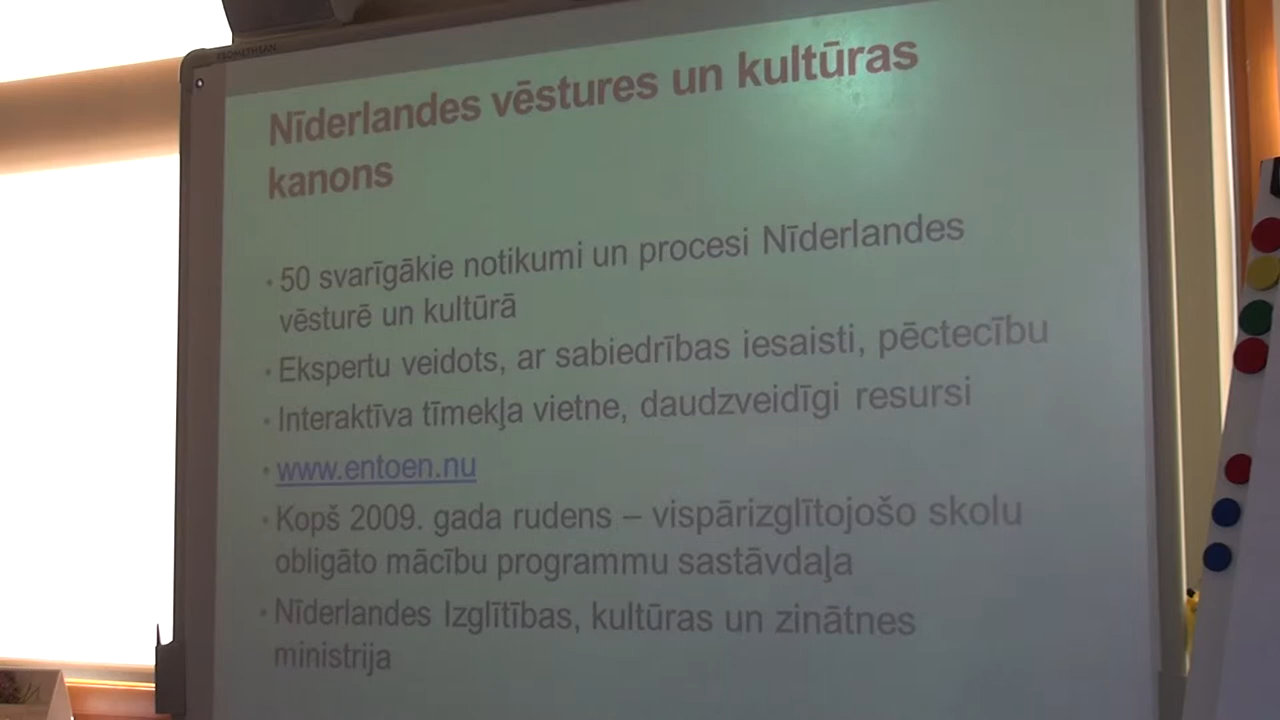 PROMETHEAN
Nīderlandes vēstures un kultūras
kanons
• 50 svarīgākie notikumi un procesi Nīderlandes
vēsturē un kultūrā
• Ekspertu veidots, ar sabiedrības iesaisti, pēctecību
• Interaktīva tīmekļa vietne, daudzveidīgi resursi
• www.entoen.nu
• Kopš 2009. gada rudens – vispārizglītojošo skolu
obligāto mācību programmu sastāvdaļa
• Nīderlandes Izglītības, kultūras un zinātnes
ministrija